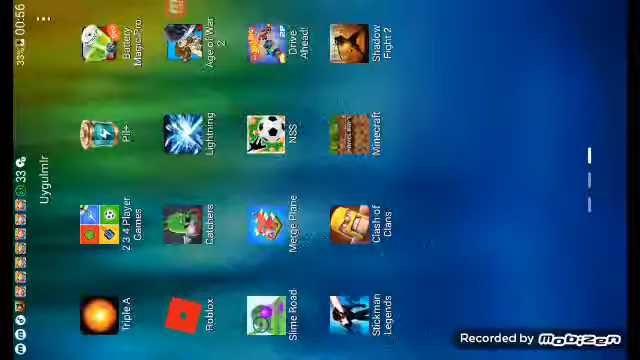 33% 00:56
33
Uygulmlr
Triple A
2 3 4 Player
Games
Pil+
Battery
Magic Pro.
Roblox
Catchers
Lightning
Age of War
2
Slime Road
Merge Plane
NSS
Drive
Ahead!
Stickman
Legends
Clash of
Clans
Minecraft
Shadow
Fight 2
Recorded by MOBIZEN